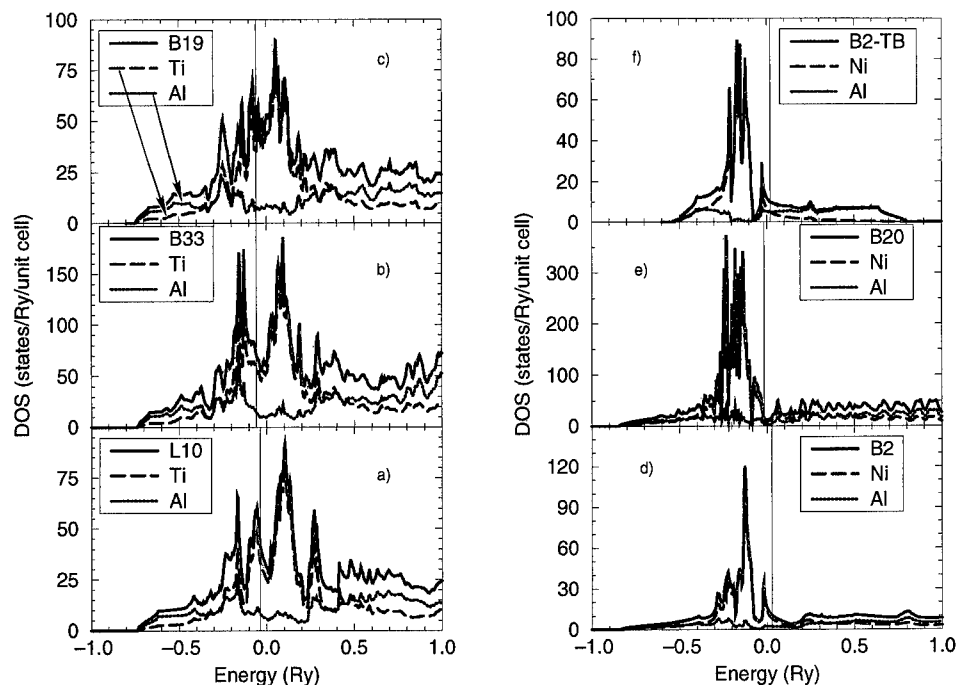 B19
Ti
Al
c)
100
75
50
25
0
B33
Ti
Al
b)
150
100
50
0
L10
Ti
Al
a)
75
50
25
0
−1.0 −0.5 0.0 0.5 1.0
Energy (Ry)
DOS (states/Ry/unit cell)
B2-TB
Ni
Al
f)
100
80
60
40
20
0
B20
Ni
Al
e)
300
200
100
0
B2
Ni
Al
d)
120
90
60
30
0
−1.0 −0.5 0.0 0.5 1.0
Energy (Ry)
DOS (states/Ry/unit cell)